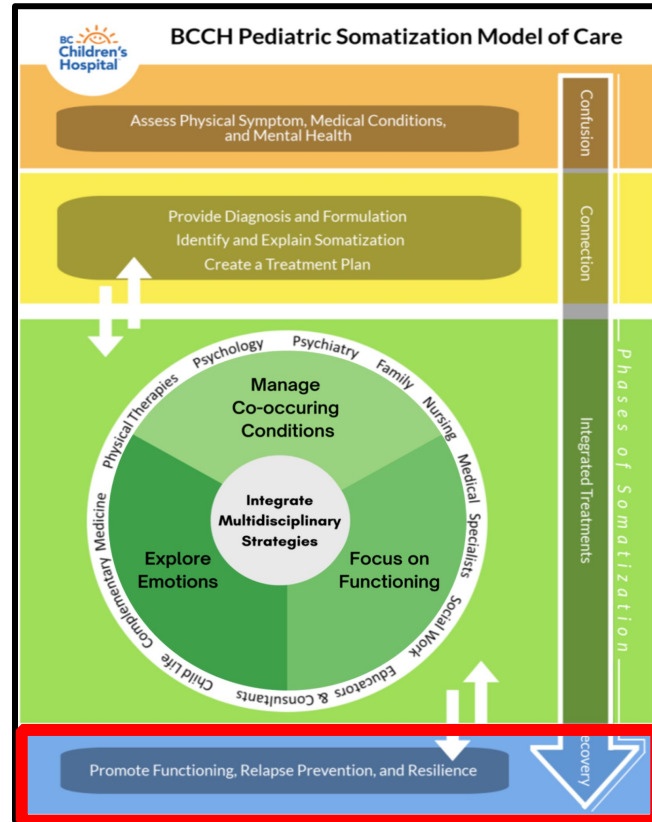 BC
Children's
Hospital
BCCH Pediatric Somatization Model of Care
Assess Physical Symptom, Medical Conditions,
and Mental Health
Confusion
Provide Diagnosis and Formulation
Identify and Explain Somatization
Create a Treatment Plan
Connection
Phases of Somatization
Integrated Treatments
Physical Therapies
Psychology
Psychiatry
Family
Nursing
Medical Specialists
Social Work
Educators & Consultants
Child Life
Complementary Medicine
Manage
Co-occuring
Conditions
Integrate
Multidisciplinary
Strategies
Explore
Emotions
Focus on
Functioning
Promote Functioning, Relapse Prevention, and Resilience
ecovery